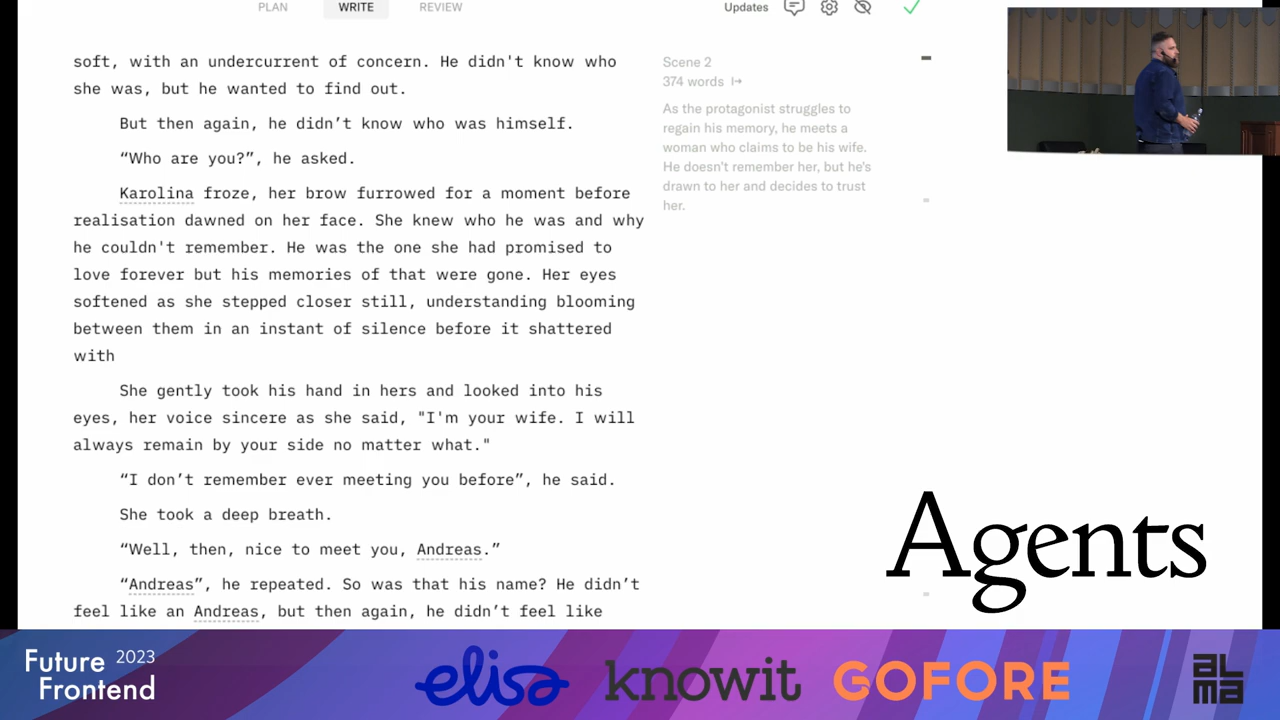 PLAN WRITE REVIEW Updates
soft, with an undercurrent of concern. He didn't know who
she was, but he wanted to find out.
But then again, he didn’t know who was himself.
“Who are you?”, he asked.
Karolina froze, her brow furrowed for a moment before
realisation dawned on her face. She knew who he was and why
he couldn't remember. He was the one she had promised to
love forever but his memories of that were gone. Her eyes
softened as she stepped closer still, understanding blooming
between them in an instant of silence before it shattered
with
She gently took his hand in hers and looked into his
eyes, her voice sincere as she said, "I'm your wife. I will
always remain by your side no matter what."
“I don’t remember ever meeting you before”, he said.
She took a deep breath.
“Well, then, nice to meet you, Andreas.”
“Andreas”, he repeated. So was that his name? He didn’t
feel like an Andreas, but then again, he didn’t feel like
Scene 2
374 words
As the protagonist struggles to
regain his memory, he meets a
woman who claims to be his wife.
He doesn't remember her, but he's
drawn to her and decides to trust
her.
Agents
Future 2023
Frontend
elisa
knowit
GOFORE
ALMA